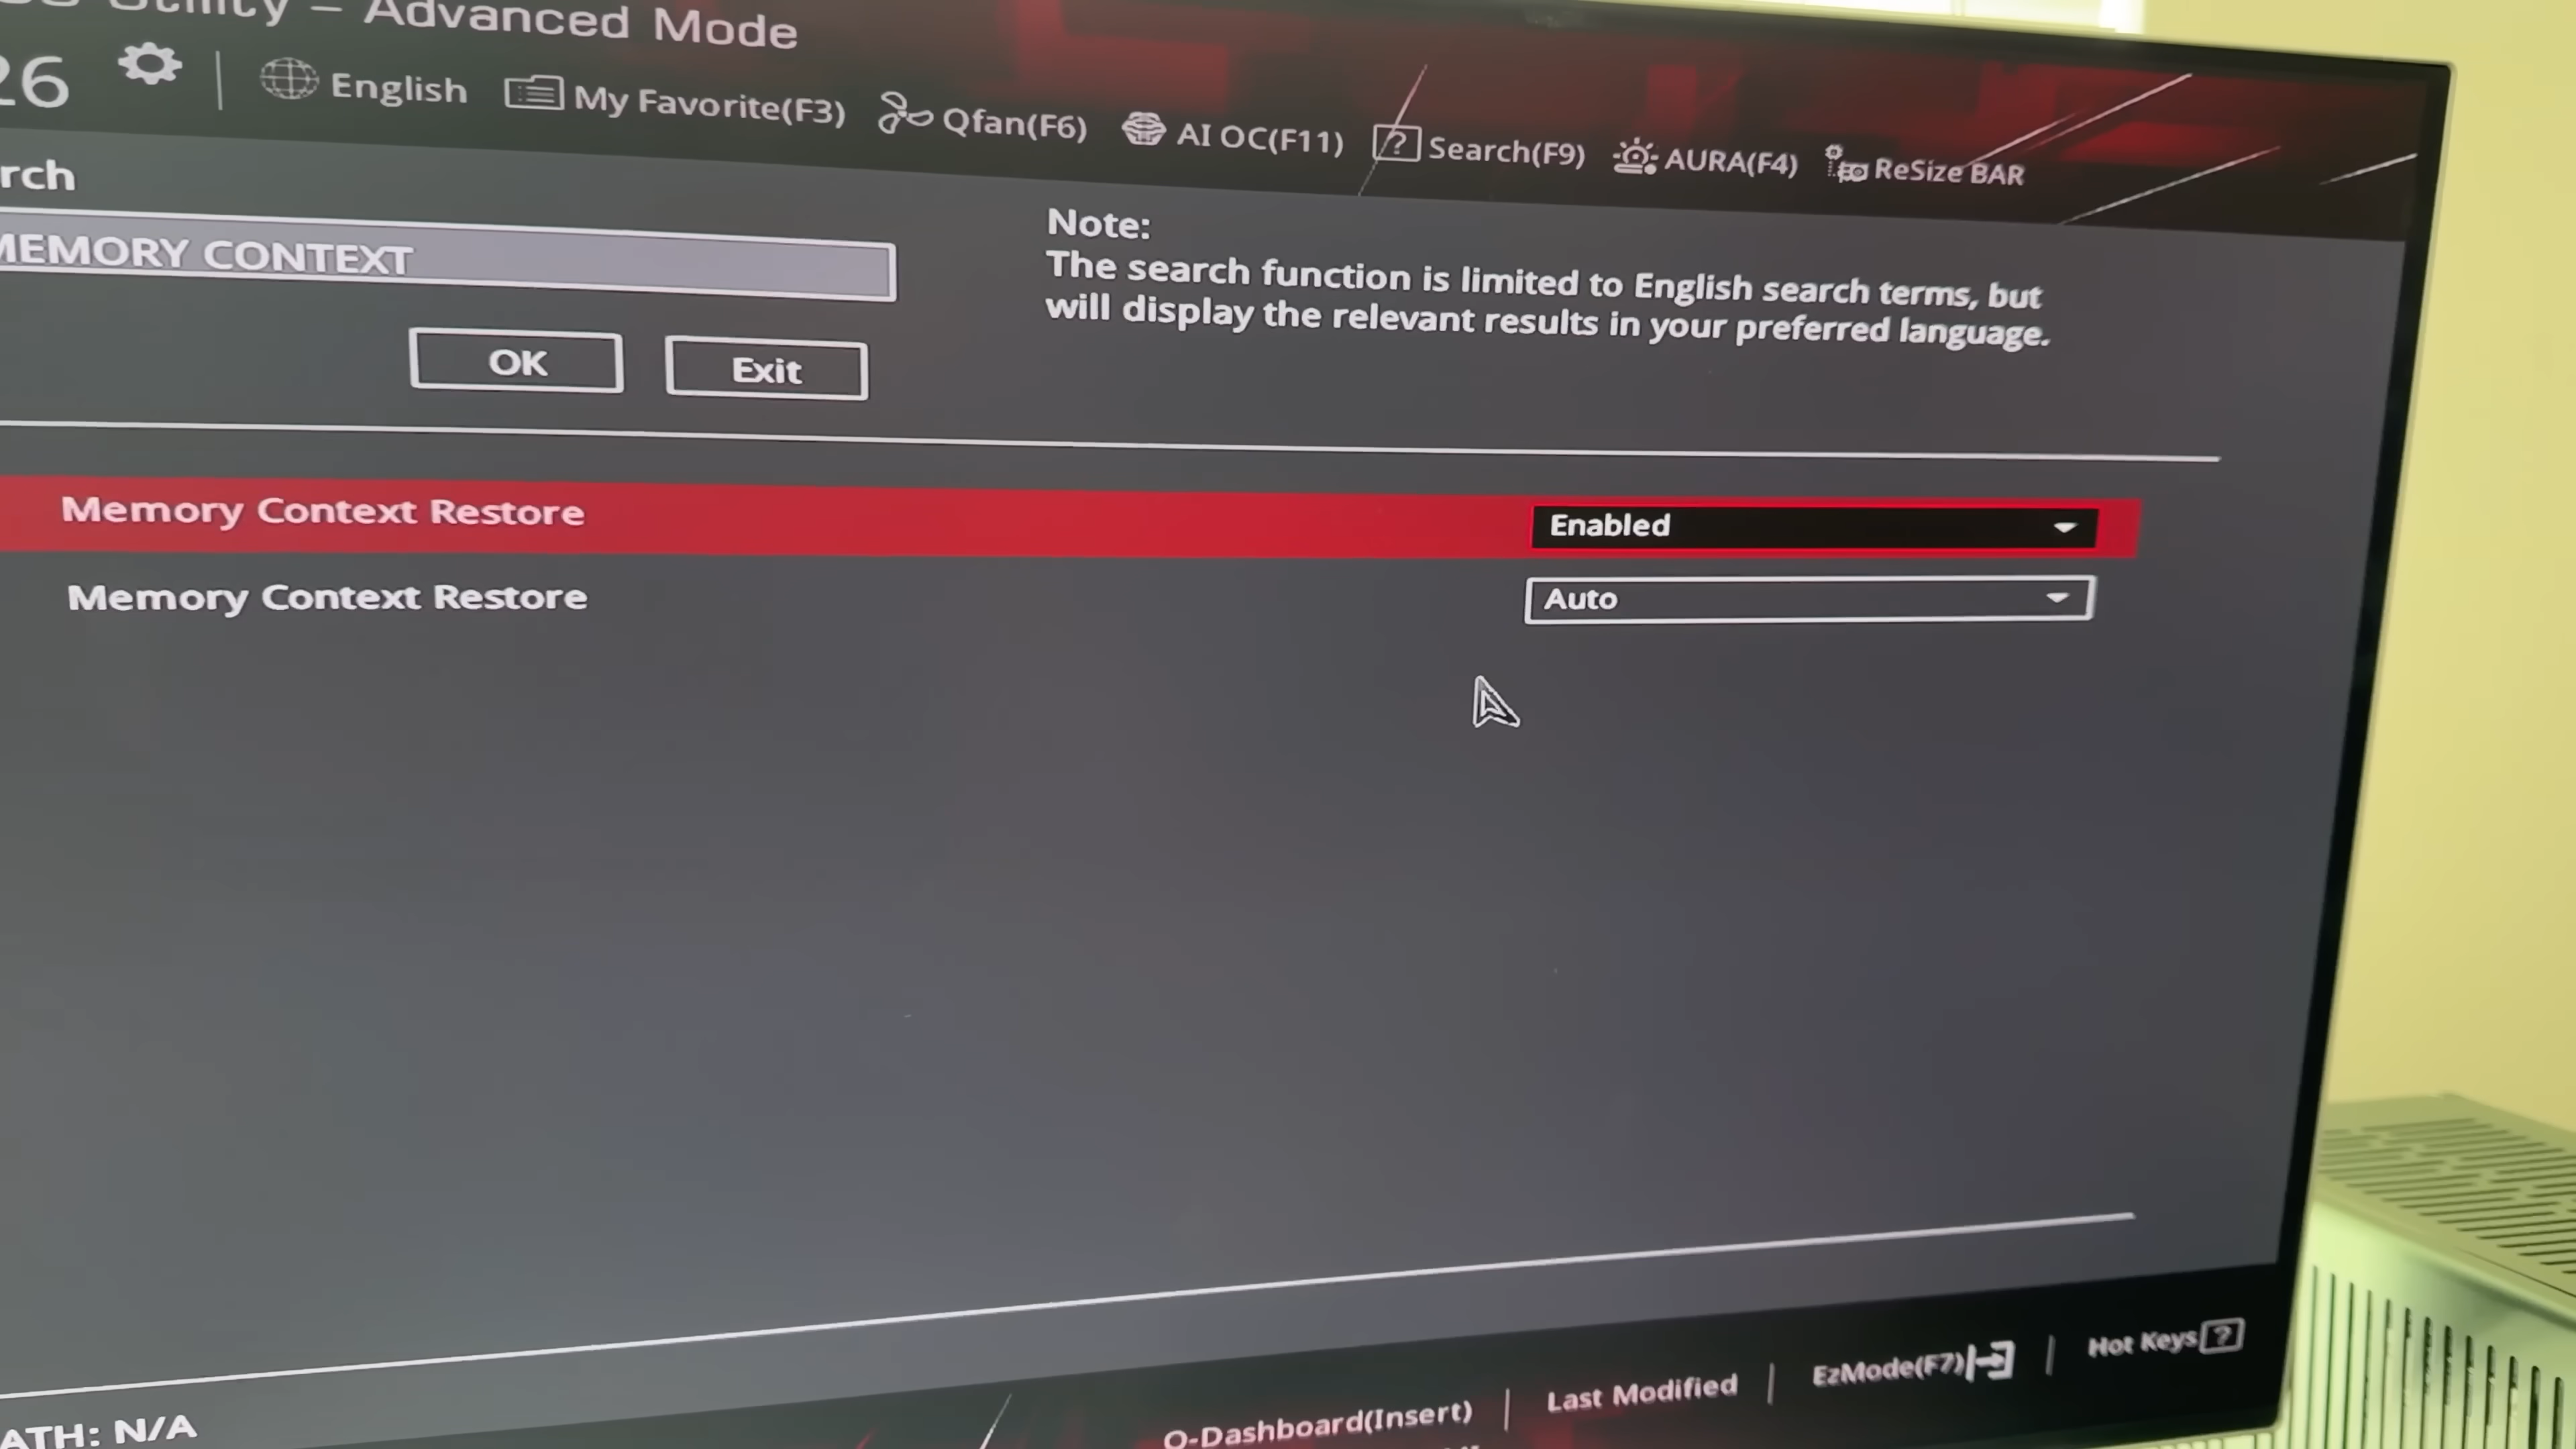 Utility – Advanced Mode
26
English
My Favorite(F3)
Qfan(F6)
AI OC(F11)
? Search(F9)
AURA(F4)
ReSize BAR
rch
MEMORY CONTEXT
OK
Exit
Note:
The search function is limited to English search terms, but
will display the relevant results in your preferred language.
Memory Context Restore
Enabled
Memory Context Restore
Auto
ATH: N/A
Q-Dashboard(Insert)
Last Modified
EzMode(F7)
Hot Keys ?